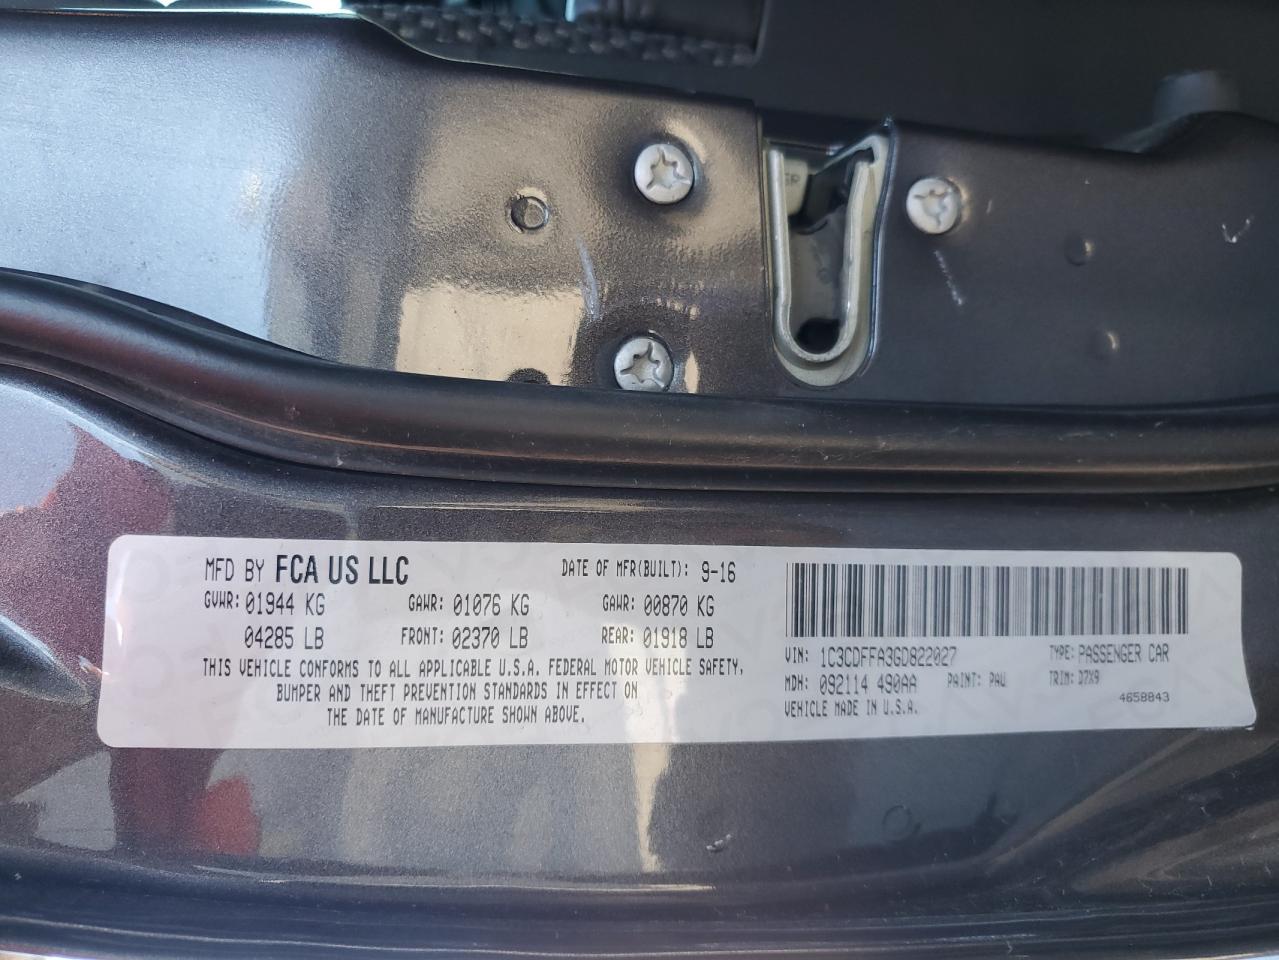 MFD BY FCA US LLC DATE OF MFR(BUILT): 9-16
GVWR: 01944 KG GAWR: 01076 KG GAWR: 00870 KG
04285 LB FRONT: 02370 LB REAR: 01918 LB
THIS VEHICLE CONFORMS TO ALL APPLICABLE U.S.A. FEDERAL MOTOR VEHICLE SAFETY,
BUMPER AND THEFT PREVENTION STANDARDS IN EFFECT ON
THE DATE OF MANUFACTURE SHOWN ABOVE.
VIN: 1C3CDFFA3GD822027 TYPE: PASSENGER CAR
MDH: 092114 490AA PAINT: PAU TRIM: D7X9
VEHICLE MADE IN U.S.A. 4658843